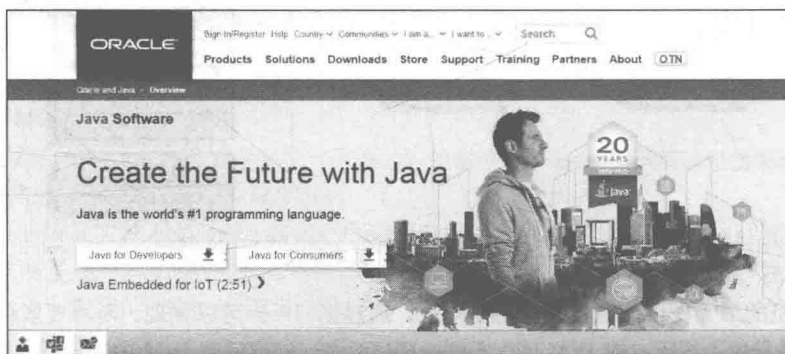 ORACLE
Sign In/Register Help Country Communities I am a... I want to... Search
Products Solutions Downloads Store Support Training Partners About OTN
Oracle and Java Overview
Java Software
Create the Future with Java
Java is the world's #1 programming language.
Java for Developers Java for Consumers
Java Embedded for IoT (2:51)
20
YEARS
Java